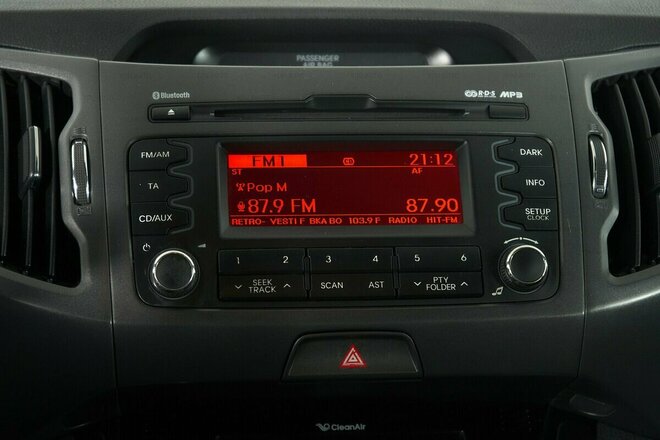 PASSENGER
AIR BAG
Bluetooth
R·D·S MP3
FM/AM
TA
CD/AUX
FM1 21:12
ST AF
Pop M
87.9 FM 87.90
RETRO- VESTI F BKA BO 103.9 F RADIO HIT-FM
DARK
INFO
SETUP
CLOCK
1 2 3 4 5 6
SEEK
TRACK
SCAN AST
PTY
FOLDER
CleanAir